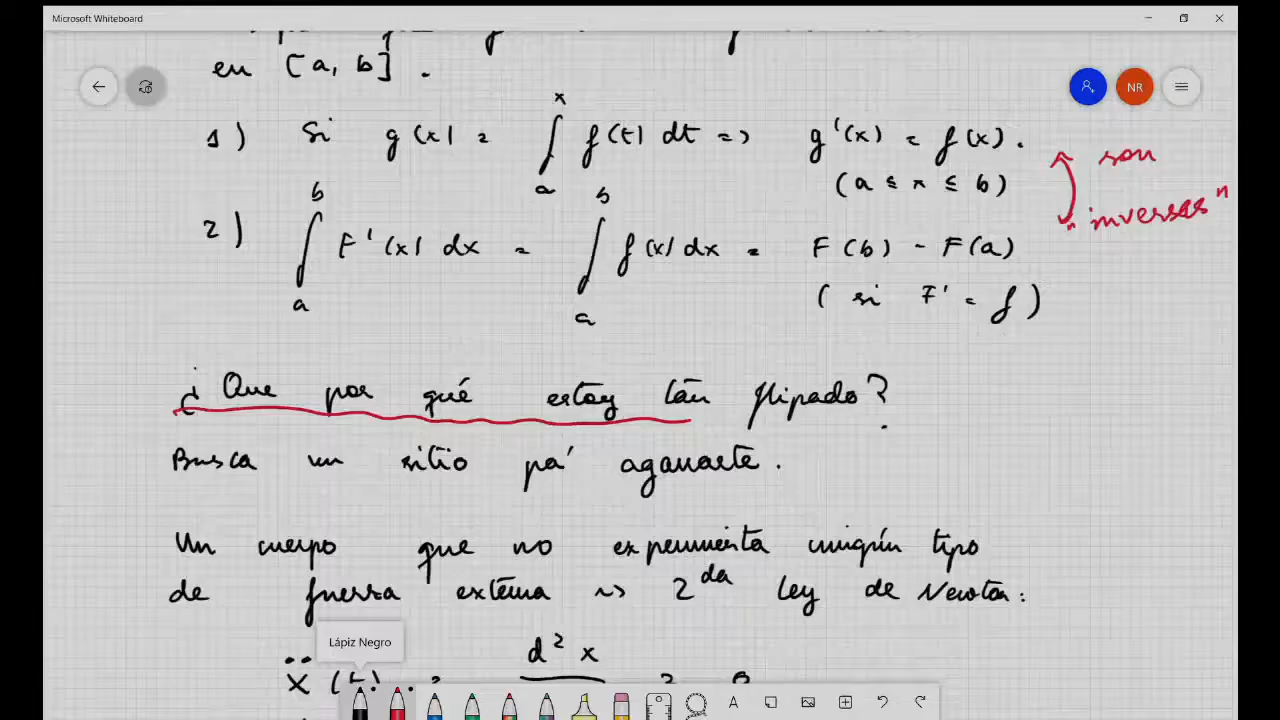 Microsoft Whiteboard
en [a, b].
NR
1) Si g(x) = ∫ₐˣ f(t) dt => g'(x) = f(x).
(a ≤ x ≤ b)
son
"inversas"
2) ∫ₐᵇ F'(x) dx = ∫ₐᵇ f(x) dx = F(b) - F(a)
(si F' = f)
¿Que por qué estoy tan flipado?
Busca un sitio pa' agarrarte.
Un cuerpo que no experimenta ningún tipo
de fuerza externa ~> 2da Ley de Newton:
Lápiz Negro
ẍ(t) = d²x